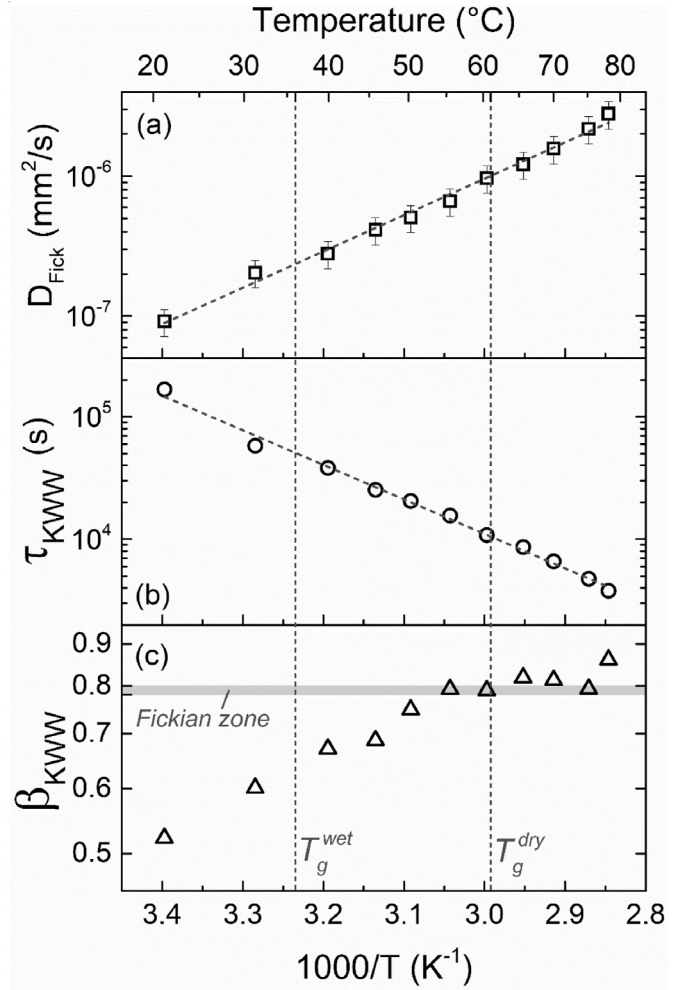 Temperature (°C)
20 30 40 50 60 70 80
(a)
D_Fick (mm²/s)
10⁻⁶
10⁻⁷
τ_KWW (s)
10⁵
10⁴
(b)
(c)
β_KWW
0.9
0.8
0.7
0.6
0.5
Fickian zone
T_g^wet
T_g^dry
3.4 3.3 3.2 3.1 3.0 2.9 2.8
1000/T (K⁻¹)